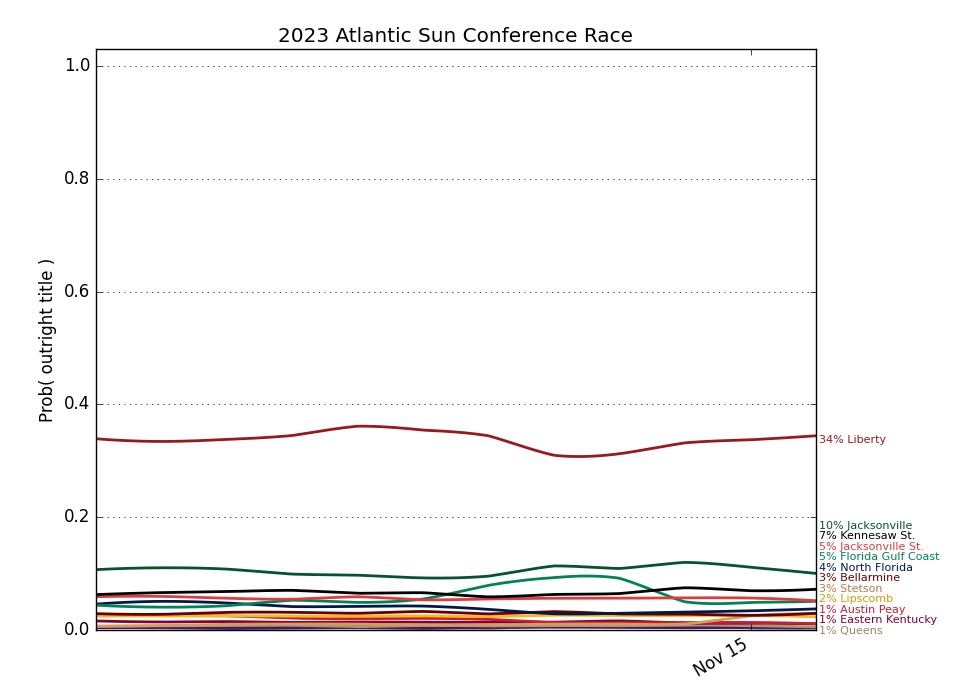 2023 Atlantic Sun Conference Race
1.0
0.8
0.6
0.4
0.2
0.0
Prob( outright title )
Nov 15
34% Liberty
10% Jacksonville
7% Kennesaw St.
5% Jacksonville St.
5% Florida Gulf Coast
4% North Florida
3% Bellarmine
3% Stetson
2% Lipscomb
1% Austin Peay
1% Eastern Kentucky
1% Queens